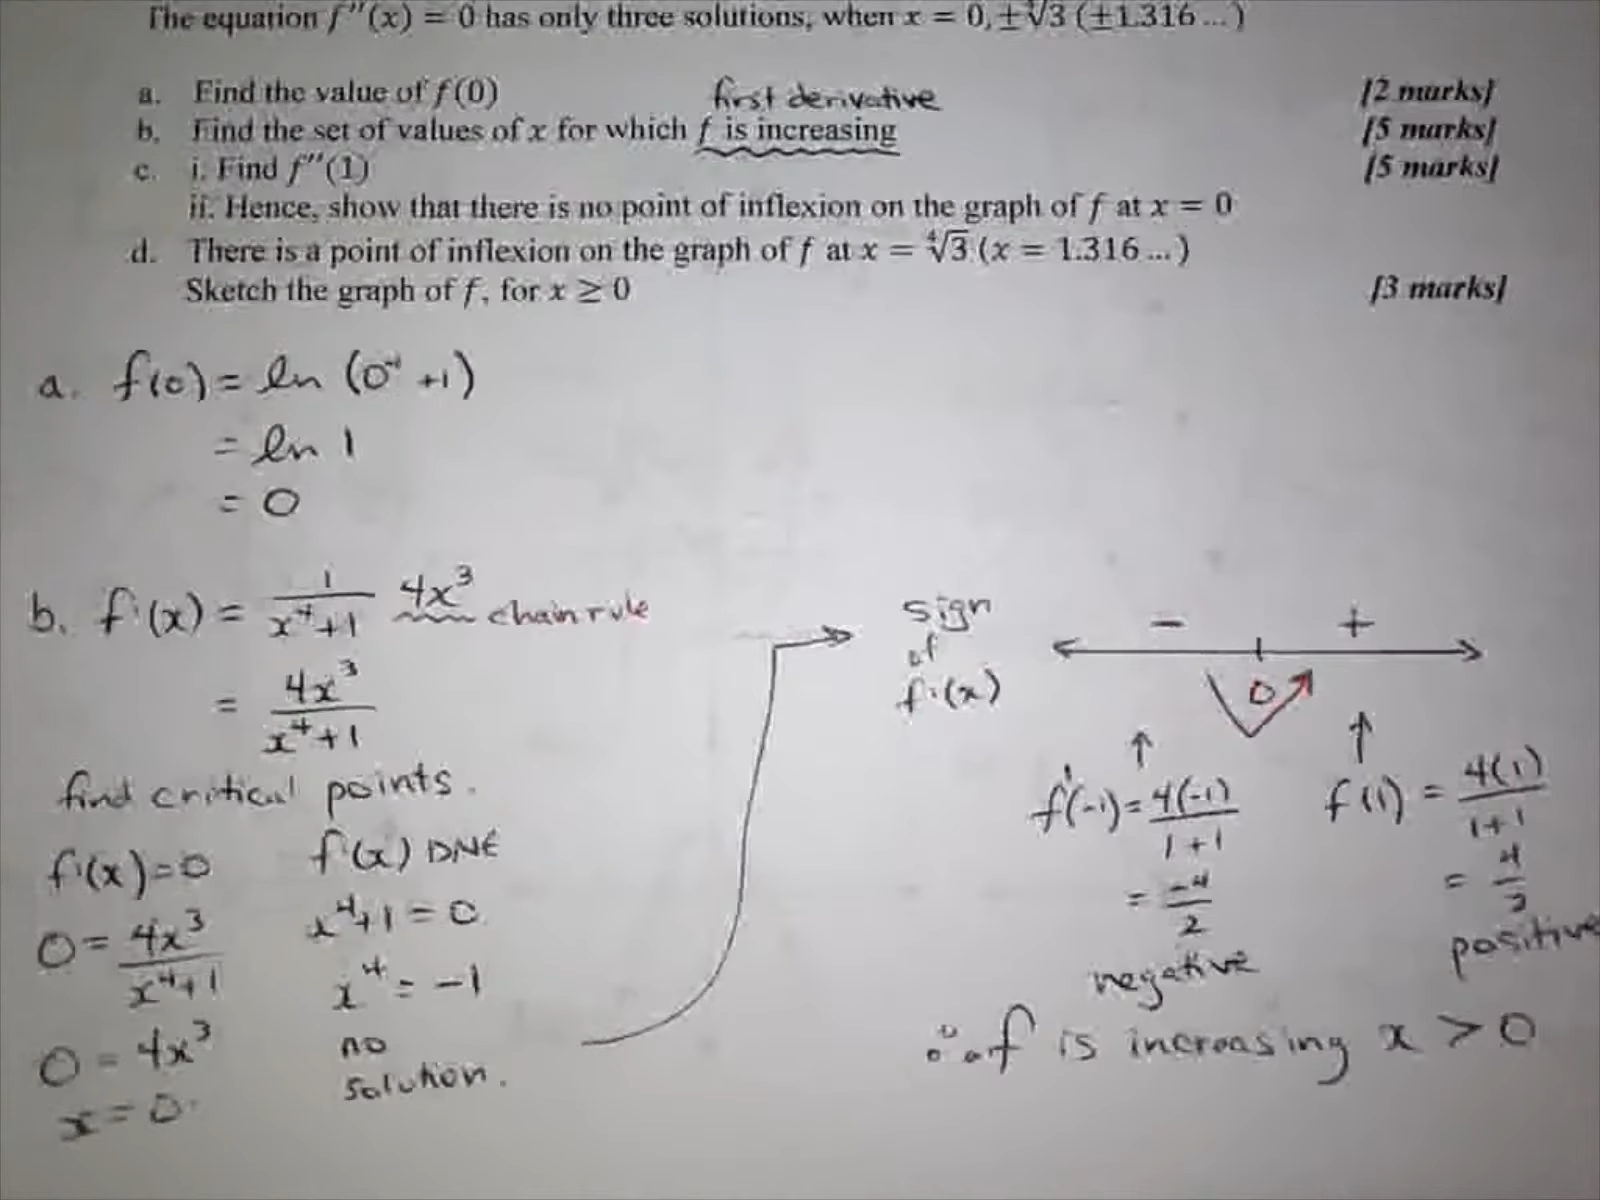 The equation f''(x) = 0 has only three solutions, when x = 0, ±∜3 (±1.316 ...)
a. Find the value of f(0) [2 marks]
first derivative
b. Find the set of values of x for which f is increasing [5 marks]
c. i. Find f''(1) [5 marks]
ii. Hence, show that there is no point of inflexion on the graph of f at x = 0
d. There is a point of inflexion on the graph of f at x = ∜3 (x = 1.316 ...)
Sketch the graph of f, for x ≥ 0 [3 marks]
a. f(0) = ln (0⁴ +1)
= ln 1
= 0
b. f'(x) = 1/(x⁴+1) 4x³ chain rule
= 4x³/(x⁴+1)
find critical points.
f'(x)=0
0 = 4x³/(x⁴+1)
0 = 4x³
x = 0.
f'(x) DNE
x⁴+1 = 0
x⁴ = -1
no
solution.
sign
of
f'(x)
- +
0
f'(-1) = 4(-1)/(1+1)
= -4/2
negative
f(1) = 4(1)/(1+1)
= 4/2
positive
∴ f is increasing x > 0